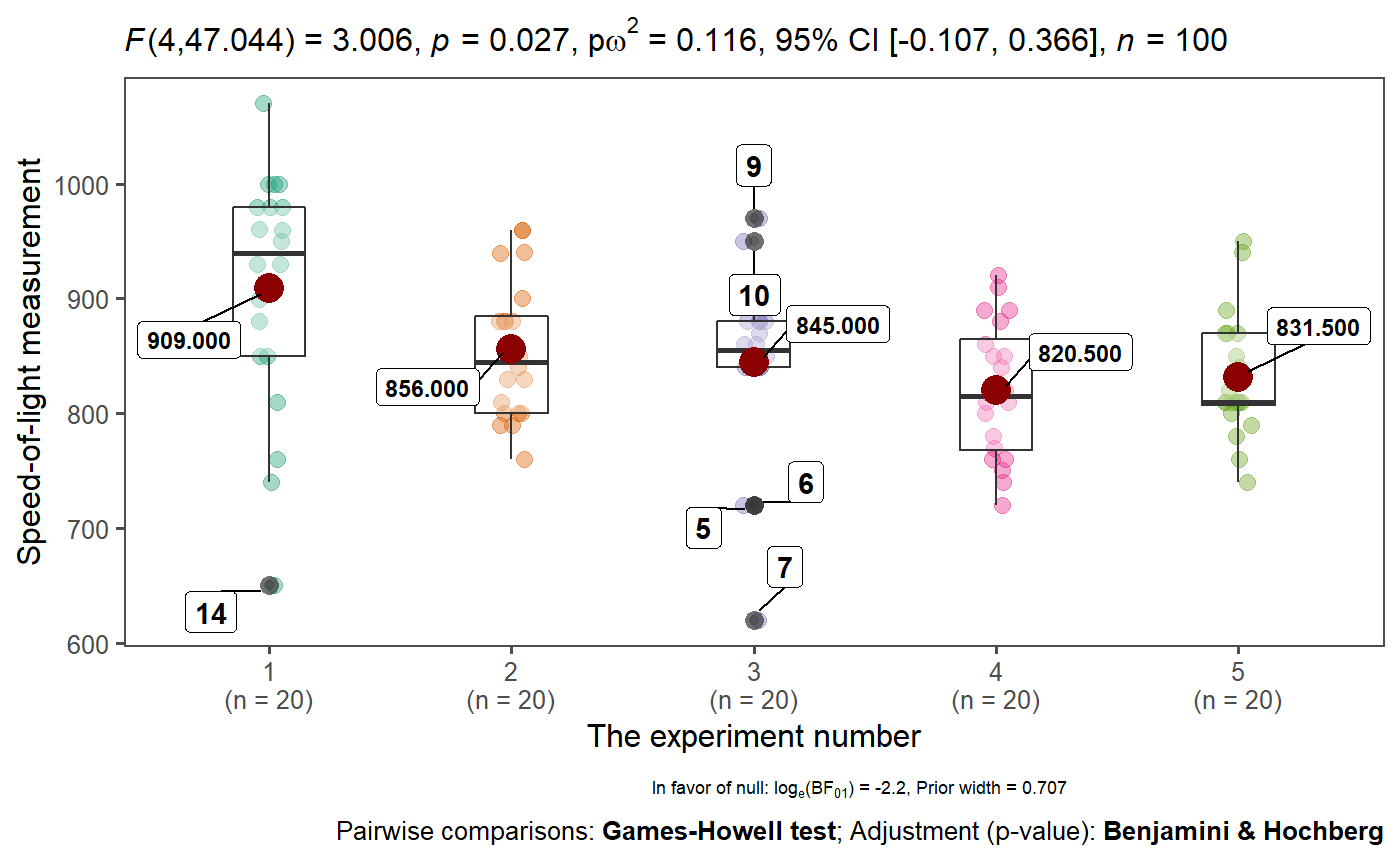 F(4,47.044) = 3.006, p = 0.027, pω² = 0.116, 95% CI [-0.107, 0.366], n = 100
Speed-of-light measurement
1000
900
800
700
600
909.000
14
856.000
9
10
845.000
6
5
7
820.500
831.500
1 2 3 4 5
(n = 20) (n = 20) (n = 20) (n = 20) (n = 20)
The experiment number
In favor of null: logₑ(BF₀₁) = -2.2, Prior width = 0.707
Pairwise comparisons: Games-Howell test; Adjustment (p-value): Benjamini & Hochberg